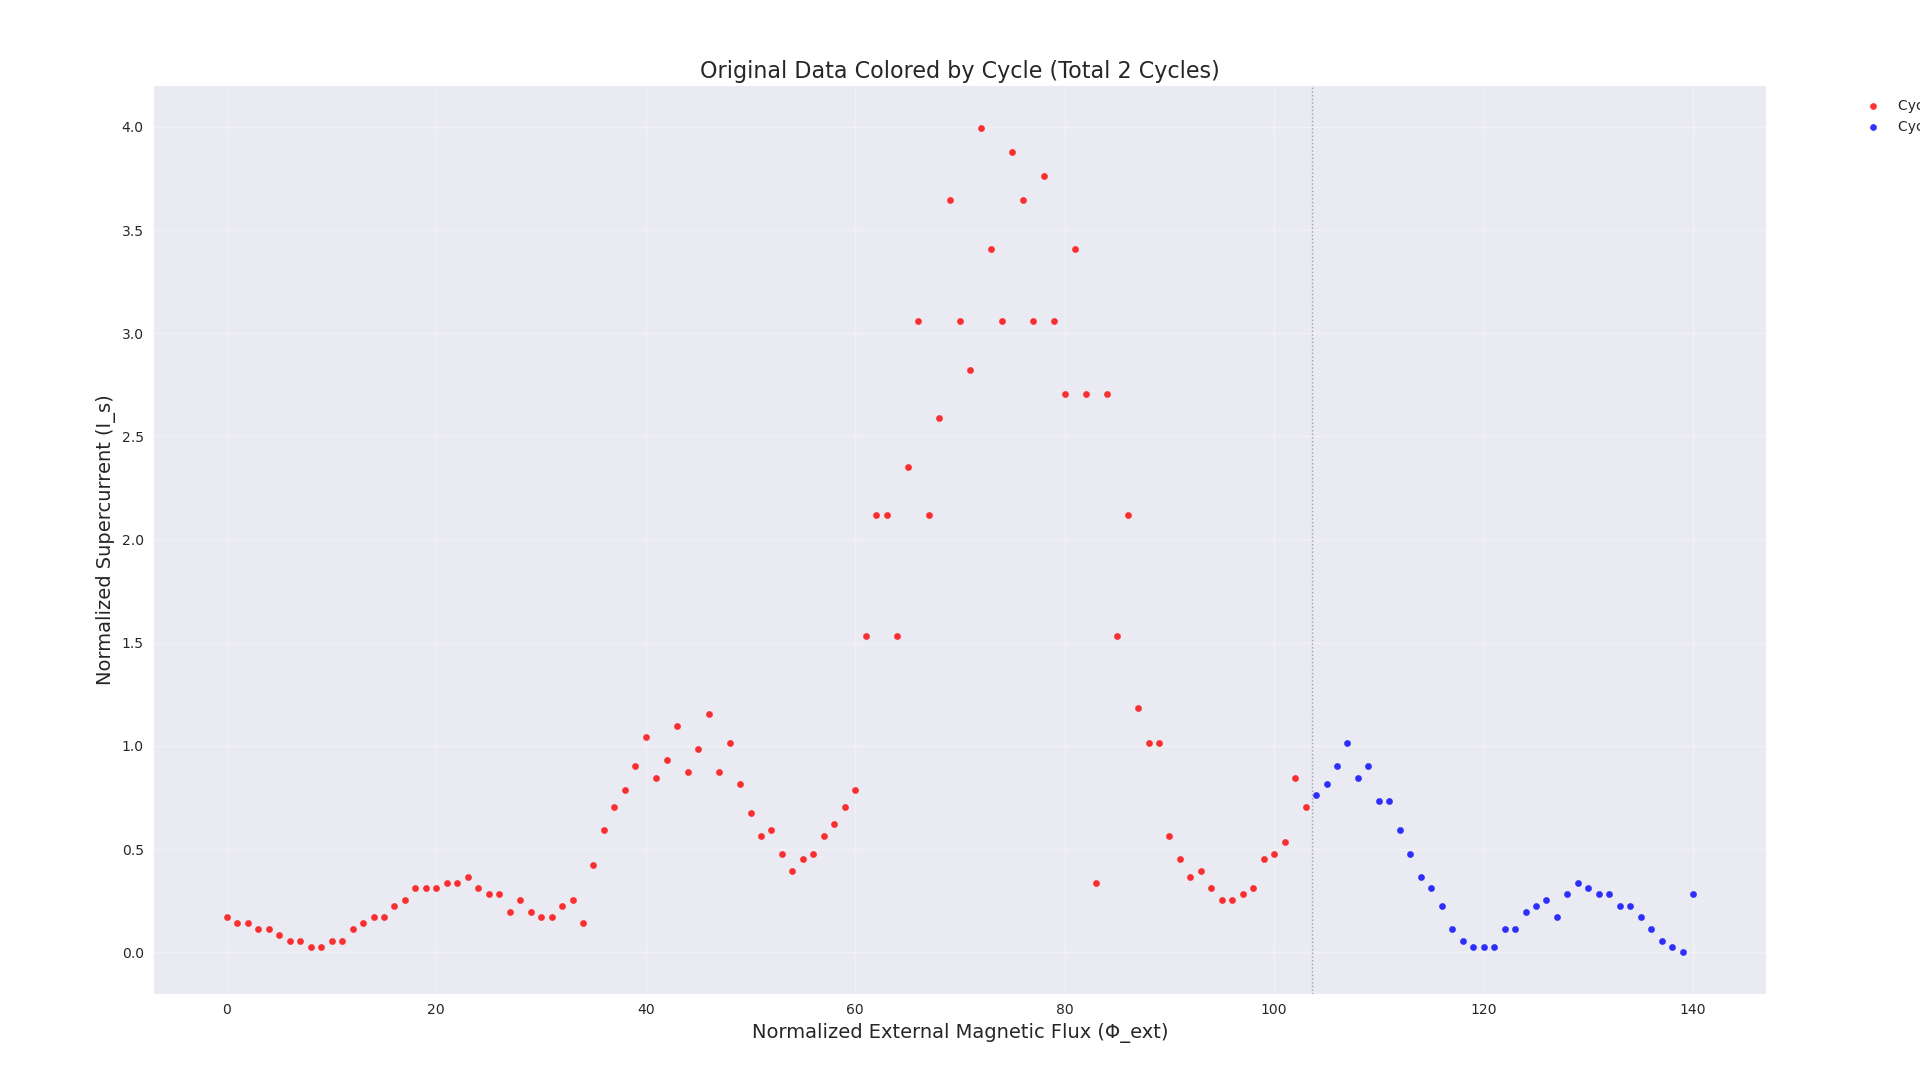 Original Data Colored by Cycle (Total 2 Cycles)
4.0
3.5
3.0
2.5
2.0
1.5
1.0
0.5
0.0
Normalized Supercurrent (I_s)
0 20 40 60 80 100 120 140
Normalized External Magnetic Flux (Φ_ext)
Cyc
Cyc